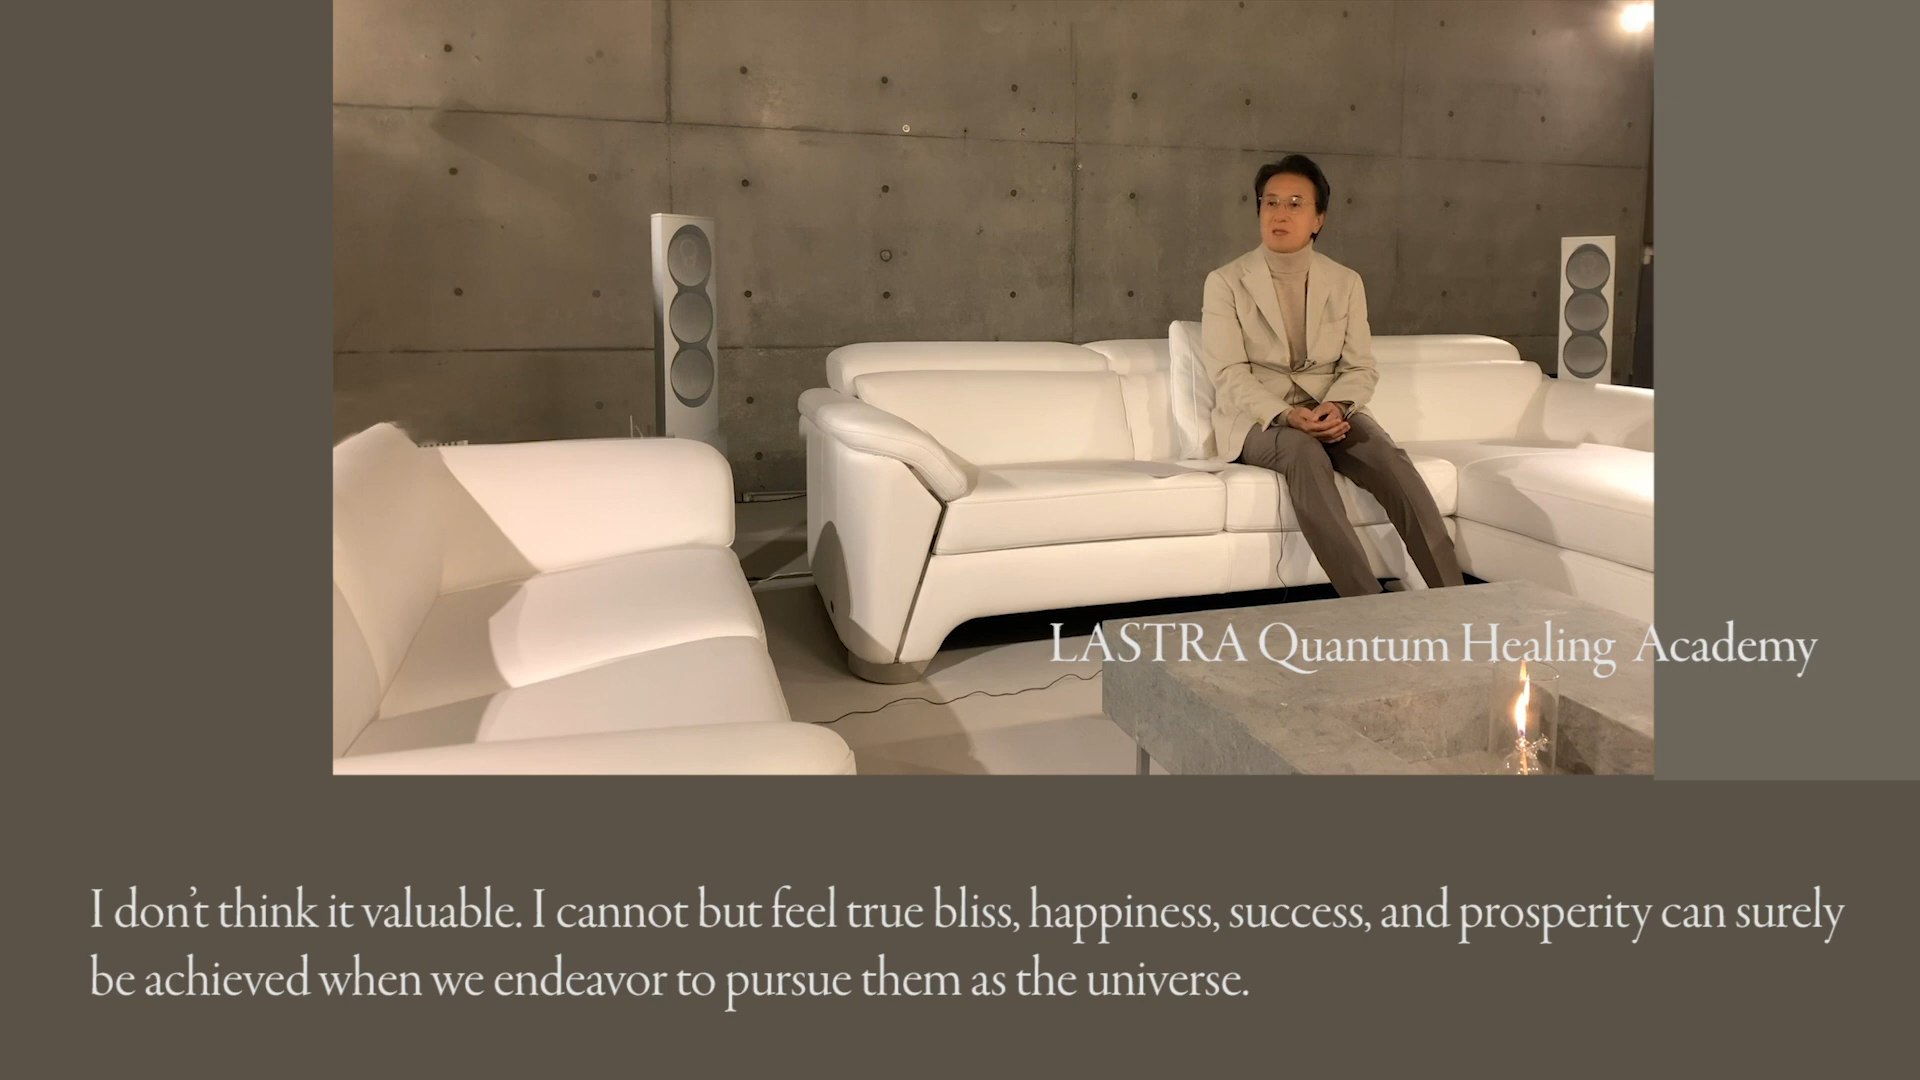 LASTRA Quantum Healing Academy
I don't think it valuable. I cannot but feel true bliss, happiness, success, and prosperity can surely
be achieved when we endeavor to pursue them as the universe.